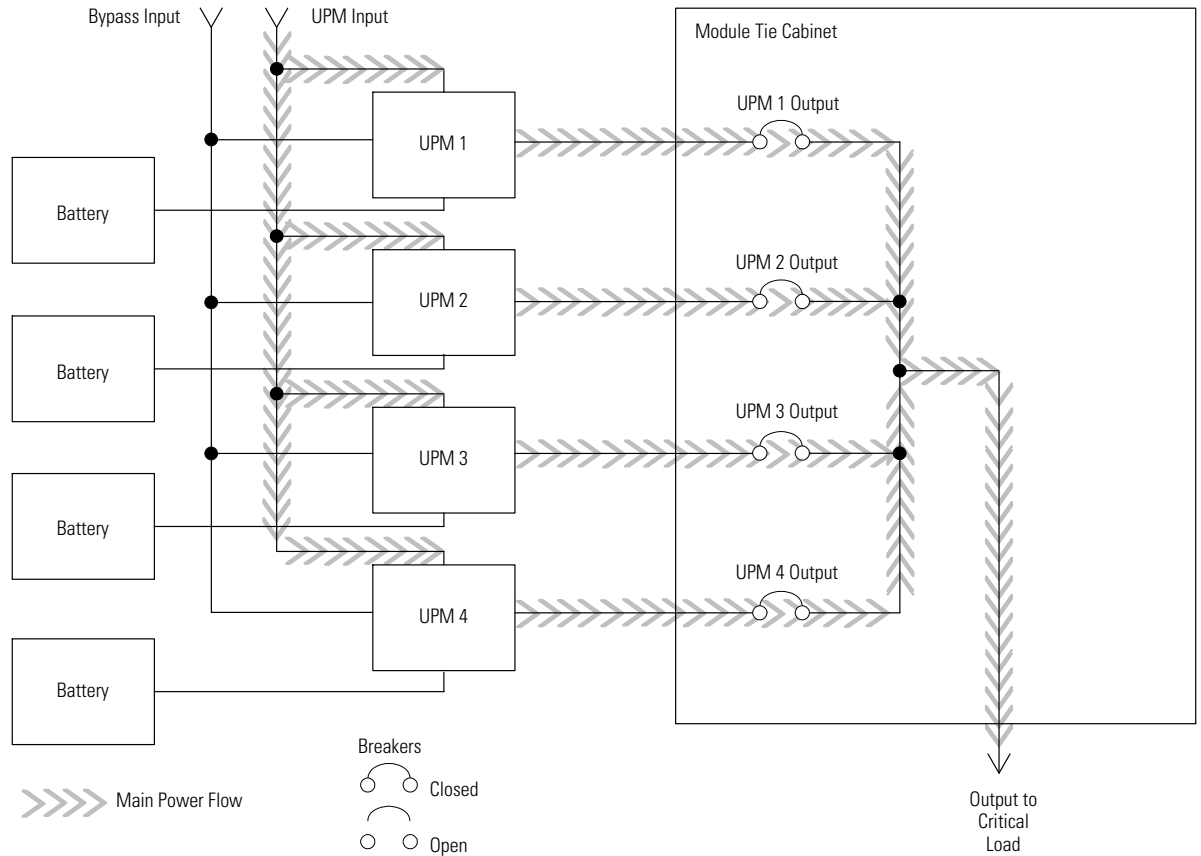 Bypass Input
UPM Input
Module Tie Cabinet
UPM 1 Output
UPM 1
Battery
UPM 2 Output
UPM 2
Battery
UPM 3 Output
UPM 3
Battery
UPM 4 Output
UPM 4
Battery
Breakers
Closed
Open
Main Power Flow
Output to
Critical
Load